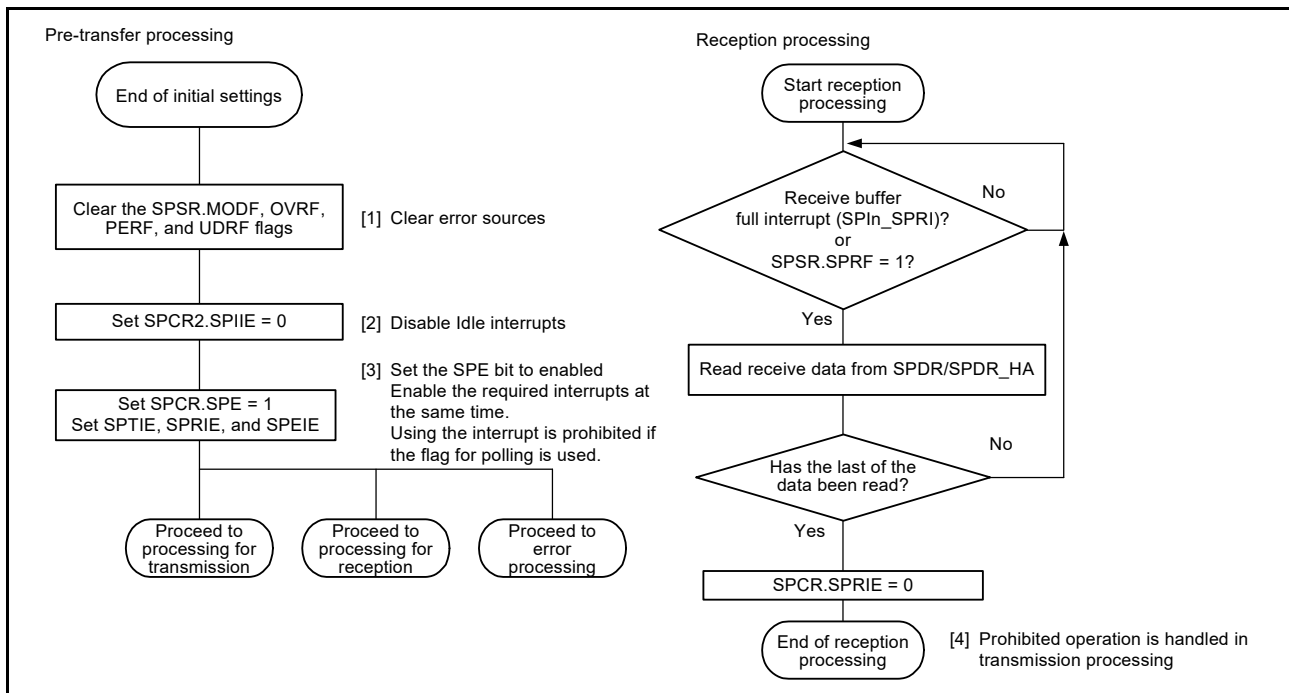 Pre-transfer processing
End of initial settings
Clear the SPSR.MODF, OVRF,
PERF, and UDRF flags
[1] Clear error sources
Set SPCR2.SPIIE = 0
[2] Disable Idle interrupts
Set SPCR.SPE = 1
Set SPTIE, SPRIE, and SPEIE
[3] Set the SPE bit to enabled
Enable the required interrupts at
the same time.
Using the interrupt is prohibited if
the flag for polling is used.
Proceed to
processing for
transmission
Proceed to
processing for
reception
Proceed to
error
processing
Reception processing
Start reception
processing
Receive buffer
full interrupt (SPIn_SPRI)?
or
SPSR.SPRF = 1?
No
Yes
Read receive data from SPDR/SPDR_HA
Has the last of the
data been read?
No
Yes
SPCR.SPRIE = 0
End of reception
processing
[4] Prohibited operation is handled in
transmission processing